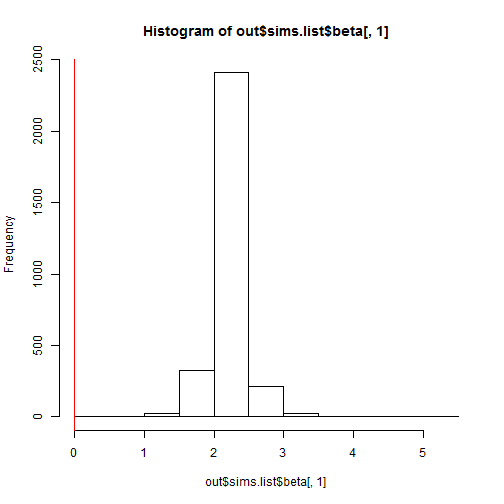 Histogram of out$sims.list$beta[, 1]
Frequency
2500
2000
1500
1000
500
0
0 1 2 3 4 5
out$sims.list$beta[, 1]